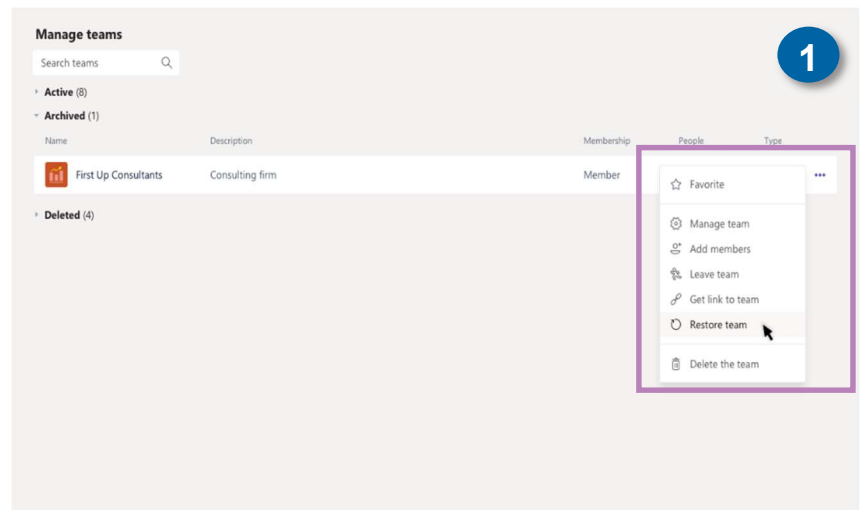 Manage teams
1
Search teams
Active (8)
Archived (1)
Name Description Membership People Type
First Up Consultants Consulting firm Member
Favorite
Deleted (4)
Manage team
Add members
Leave team
Get link to team
Restore team
Delete the team